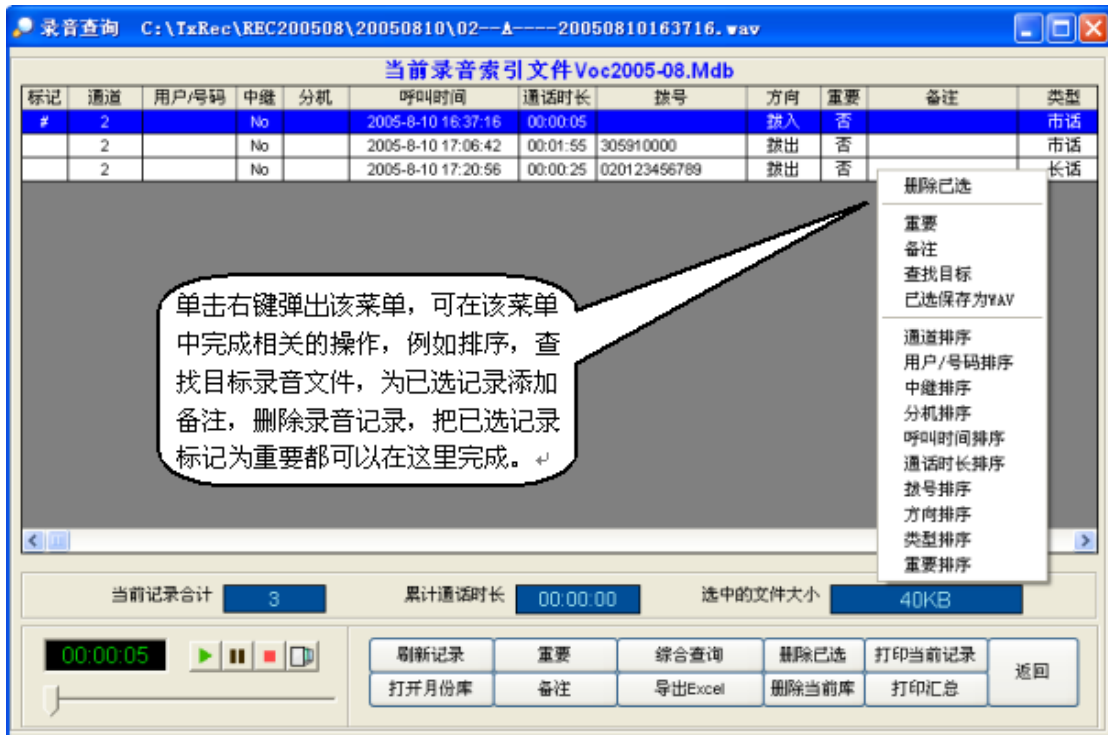 录音查询 C:\TxRec\REC200508\20050810\02--A----20050810163716.wav
当前录音索引文件Voc2005-08.Mdb
标记 通道 用户/号码 中继 分机 呼叫时间 通话时长 拨号 方向 重要 备注 类型
# 2 No 2005-8-10 16:37:16 00:00:05 拨入 否 市话
2 No 2005-8-10 17:06:42 00:01:55 305910000 拨出 否 市话
2 No 2005-8-10 17:20:56 00:00:25 020123456789 拨出 否 长话
删除已选
重要
备注
查找目标
已选保存为WAV
通道排序
用户/号码排序
中继排序
分机排序
呼叫时间排序
通话时长排序
拨号排序
方向排序
类型排序
重要排序
单击右键弹出该菜单，可在该菜单
中完成相关的操作，例如排序，查
找目标录音文件，为已选记录添加
备注，删除录音记录，把已选记录
标记为重要都可以在这里完成。
当前记录合计 3 累计通话时长 00:00:00 选中的文件大小 40KB
00:00:05
刷新记录 重要 综合查询 删除已选 打印当前记录 返回
打开月份库 备注 导出Excel 删除当前库 打印汇总